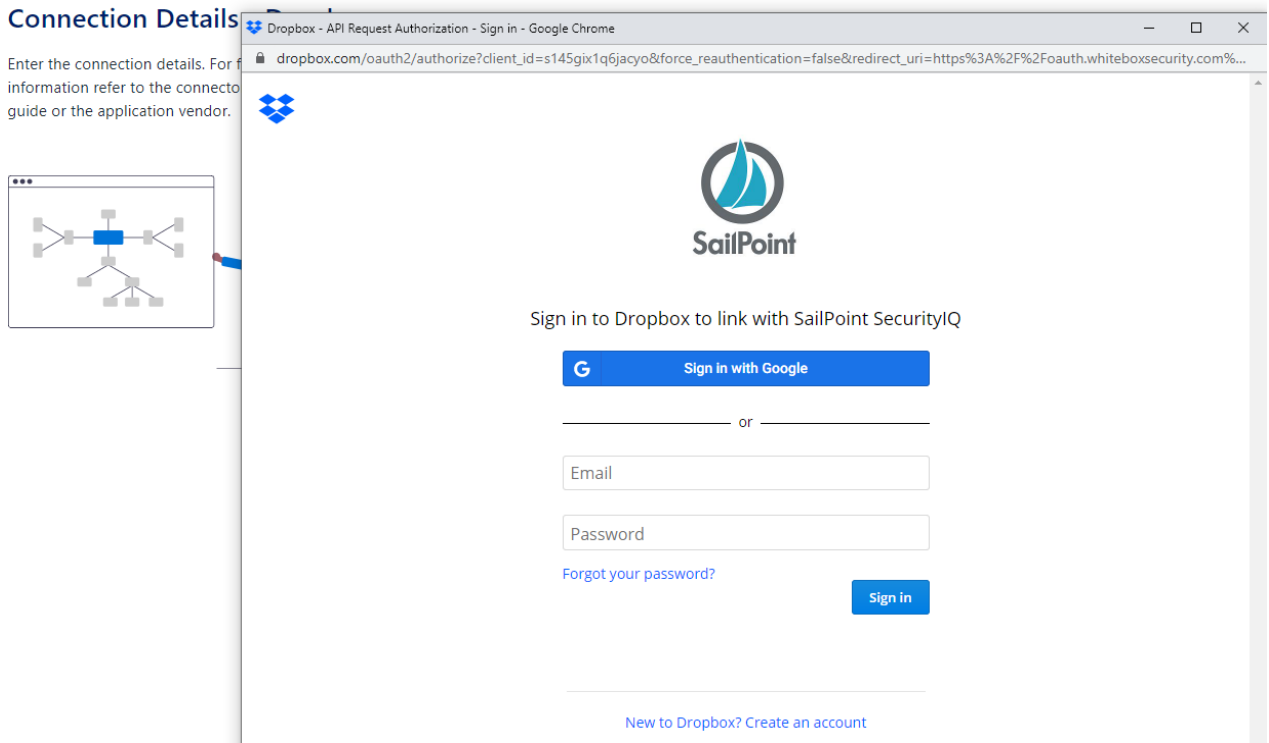 Connection Details
Dropbox - API Request Authorization - Sign in - Google Chrome
dropbox.com/oauth2/authorize?client_id=s145gix1q6jacyo&force_reauthentication=false&redirect_uri=https%3A%2F%2Foauth.whiteboxsecurity.com%...
Enter the connection details. For
information refer to the
guide or the application vendor.
SailPoint
Sign in to Dropbox to link with SailPoint SecurityIQ
G Sign in with Google
or
Email
Password
Forgot your password?
Sign in
New to Dropbox? Create an account